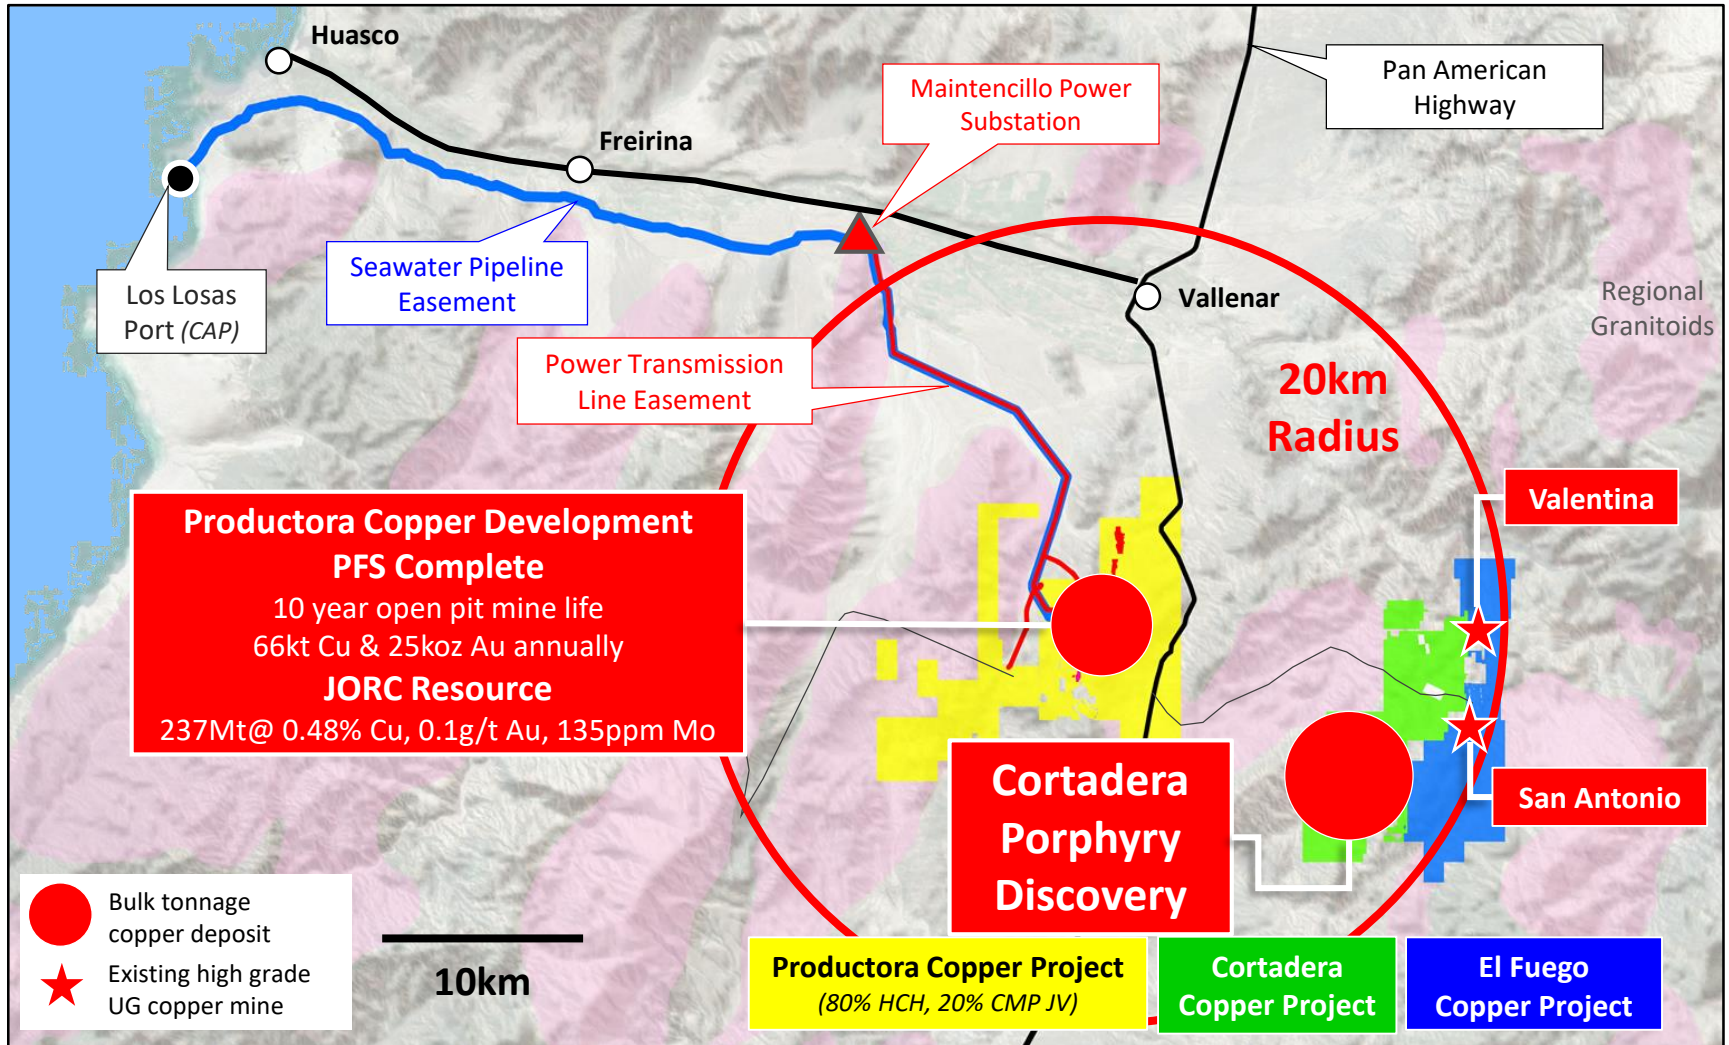 Huasco
Pan American
Highway
Maintencillo Power
Substation
Freirina
Seawater Pipeline
Easement
Los Losas
Port (CAP)
Vallenar
Regional
Granitoids
Power Transmission
Line Easement
20km
Radius
Valentina
Productora Copper Development
PFS Complete
10 year open pit mine life
66kt Cu & 25koz Au annually
JORC Resource
237Mt@ 0.48% Cu, 0.1g/t Au, 135ppm Mo
Cortadera
Porphyry
Discovery
San Antonio
Bulk tonnage
copper deposit
Existing high grade
UG copper mine
10km
Productora Copper Project
(80% HCH, 20% CMP JV)
Cortadera
Copper Project
El Fuego
Copper Project